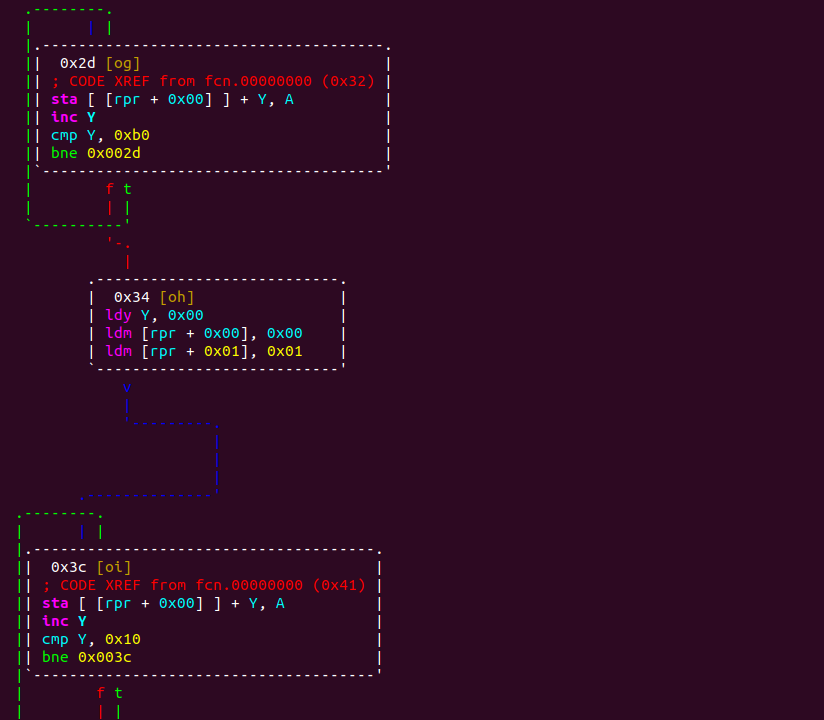 0x2d [og]
; CODE XREF from fcn.00000000 (0x32)
sta [ [rpr + 0x00] ] + Y, A
inc Y
cmp Y, 0xb0
bne 0x002d
f t
0x34 [oh]
ldy Y, 0x00
ldm [rpr + 0x00], 0x00
ldm [rpr + 0x01], 0x01
v
0x3c [oi]
; CODE XREF from fcn.00000000 (0x41)
sta [ [rpr + 0x00] ] + Y, A
inc Y
cmp Y, 0x10
bne 0x003c
f t